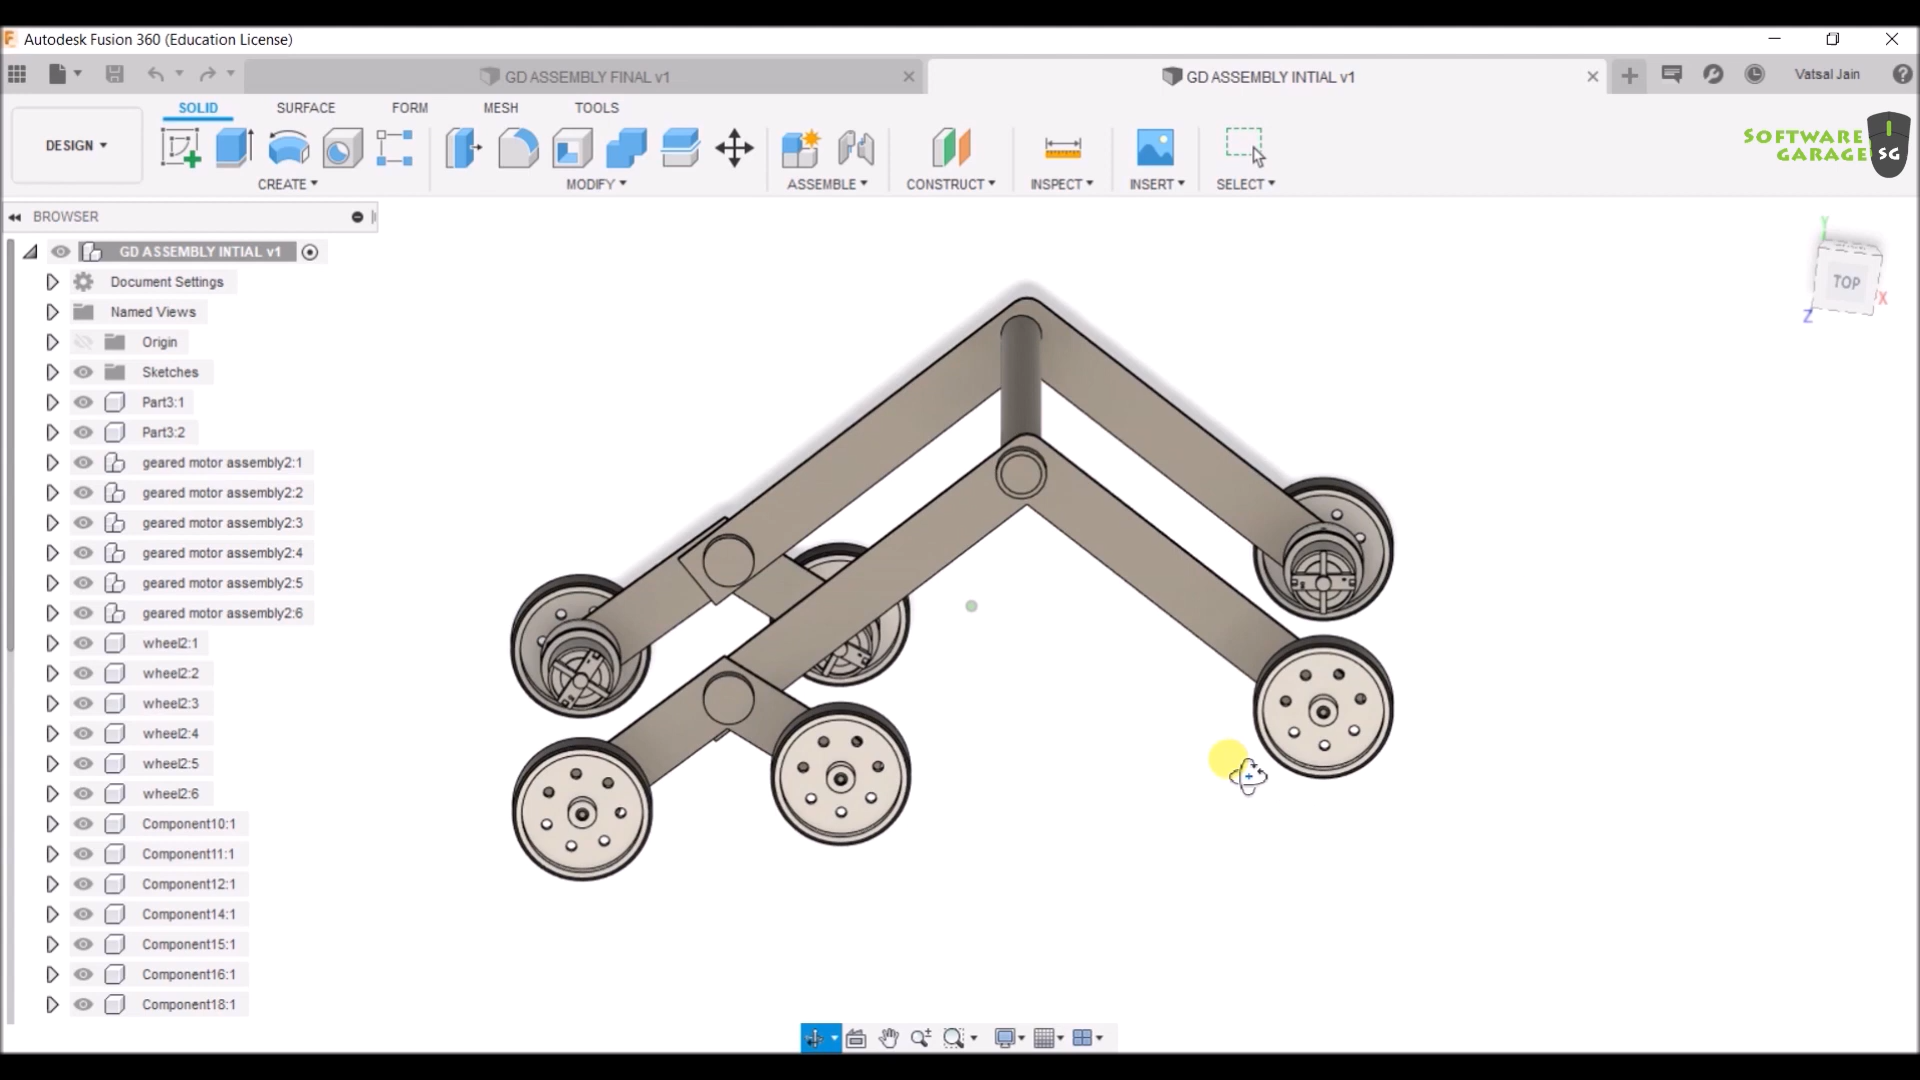 Autodesk Fusion 360 (Education License)
GD ASSEMBLY FINAL v1
GD ASSEMBLY INTIAL v1
Vatsal Jain
SOLID
SURFACE
FORM
MESH
TOOLS
DESIGN
CREATE
MODIFY
ASSEMBLE
CONSTRUCT
INSPECT
INSERT
SELECT
SOFTWARE
GARAGE
SG
BROWSER
GD ASSEMBLY INTIAL v1
Document Settings
Named Views
Origin
Sketches
Part3:1
Part3:2
geared motor assembly2:1
geared motor assembly2:2
geared motor assembly2:3
geared motor assembly2:4
geared motor assembly2:5
geared motor assembly2:6
wheel2:1
wheel2:2
wheel2:3
wheel2:4
wheel2:5
wheel2:6
Component10:1
Component11:1
Component12:1
Component14:1
Component15:1
Component16:1
Component18:1
Y
TOP
X
Z